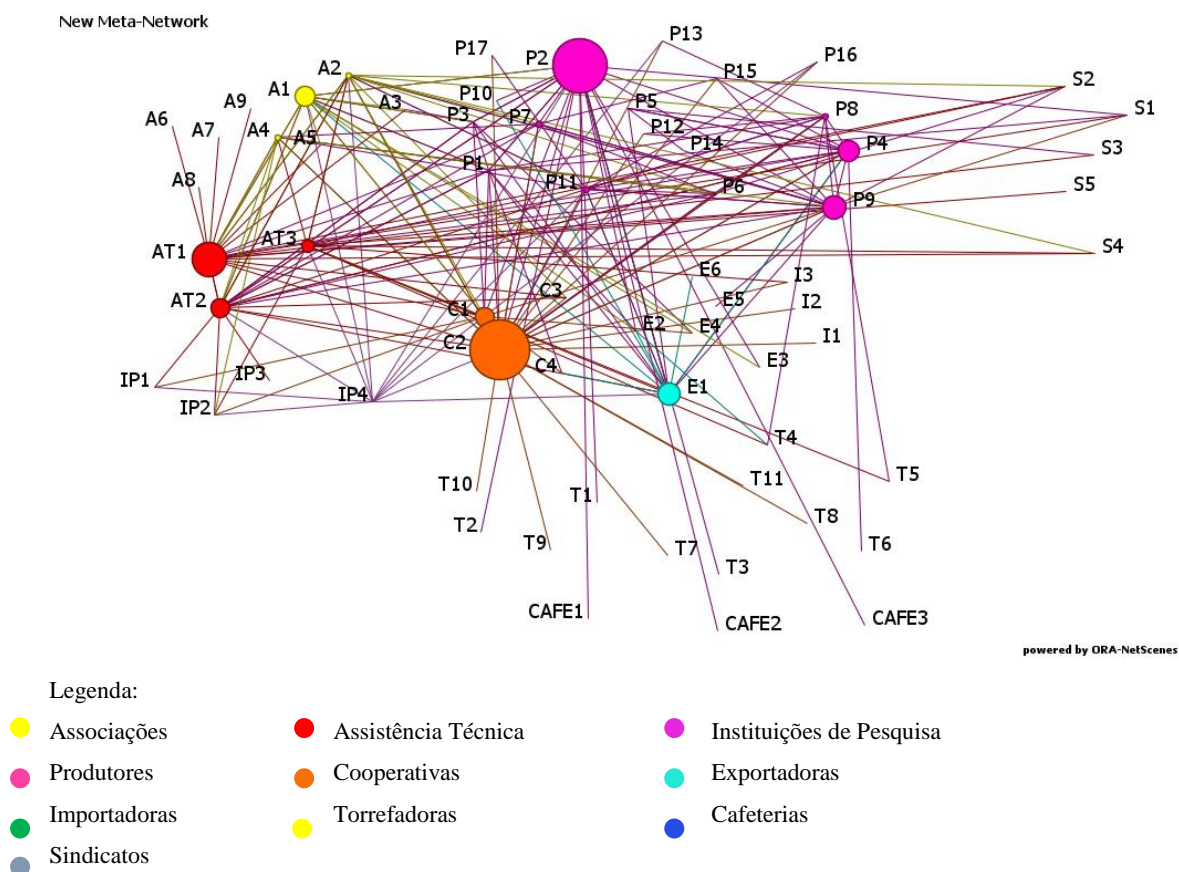 New Meta-Network
P13
P17
P2
P16
A2
P15
S2
A1
P10
A3
P5
P8
S1
A9
A6
A7
A4
A5
P3
P7
P12
P14
P4
S3
P1
A8
P11
P6
P9
S5
AT1
AT3
S4
E6
I3
AT2
C3
E5
I2
C1
E2
E4
C2
I1
IP1
IP3
C4
E3
E1
IP2
IP4
T4
T10
T11
T5
T2
T1
T8
T9
T7
T6
T3
CAFE1
CAFE2
CAFE3
powered by ORA-NetScenes
Legenda:
Associações Assistência Técnica Instituições de Pesquisa
Produtores Cooperativas Exportadoras
Importadoras Torrefadoras Cafeterias
Sindicatos